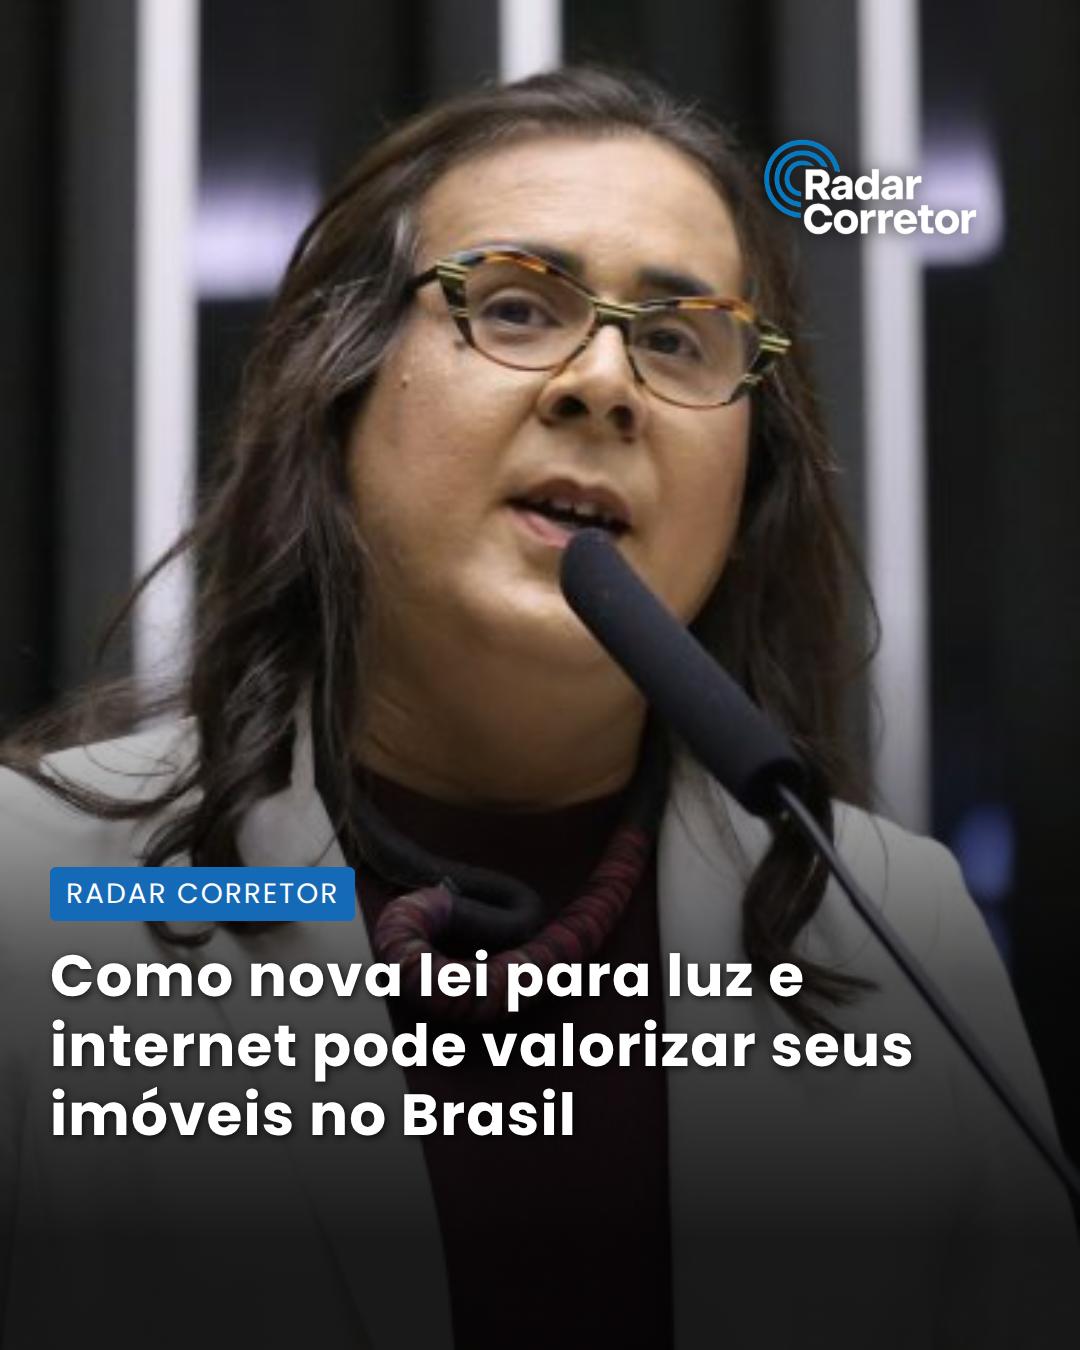 Radar
Corretor
RADAR CORRETOR
Como nova lei para luz e
internet pode valorizar seus
imóveis no Brasil